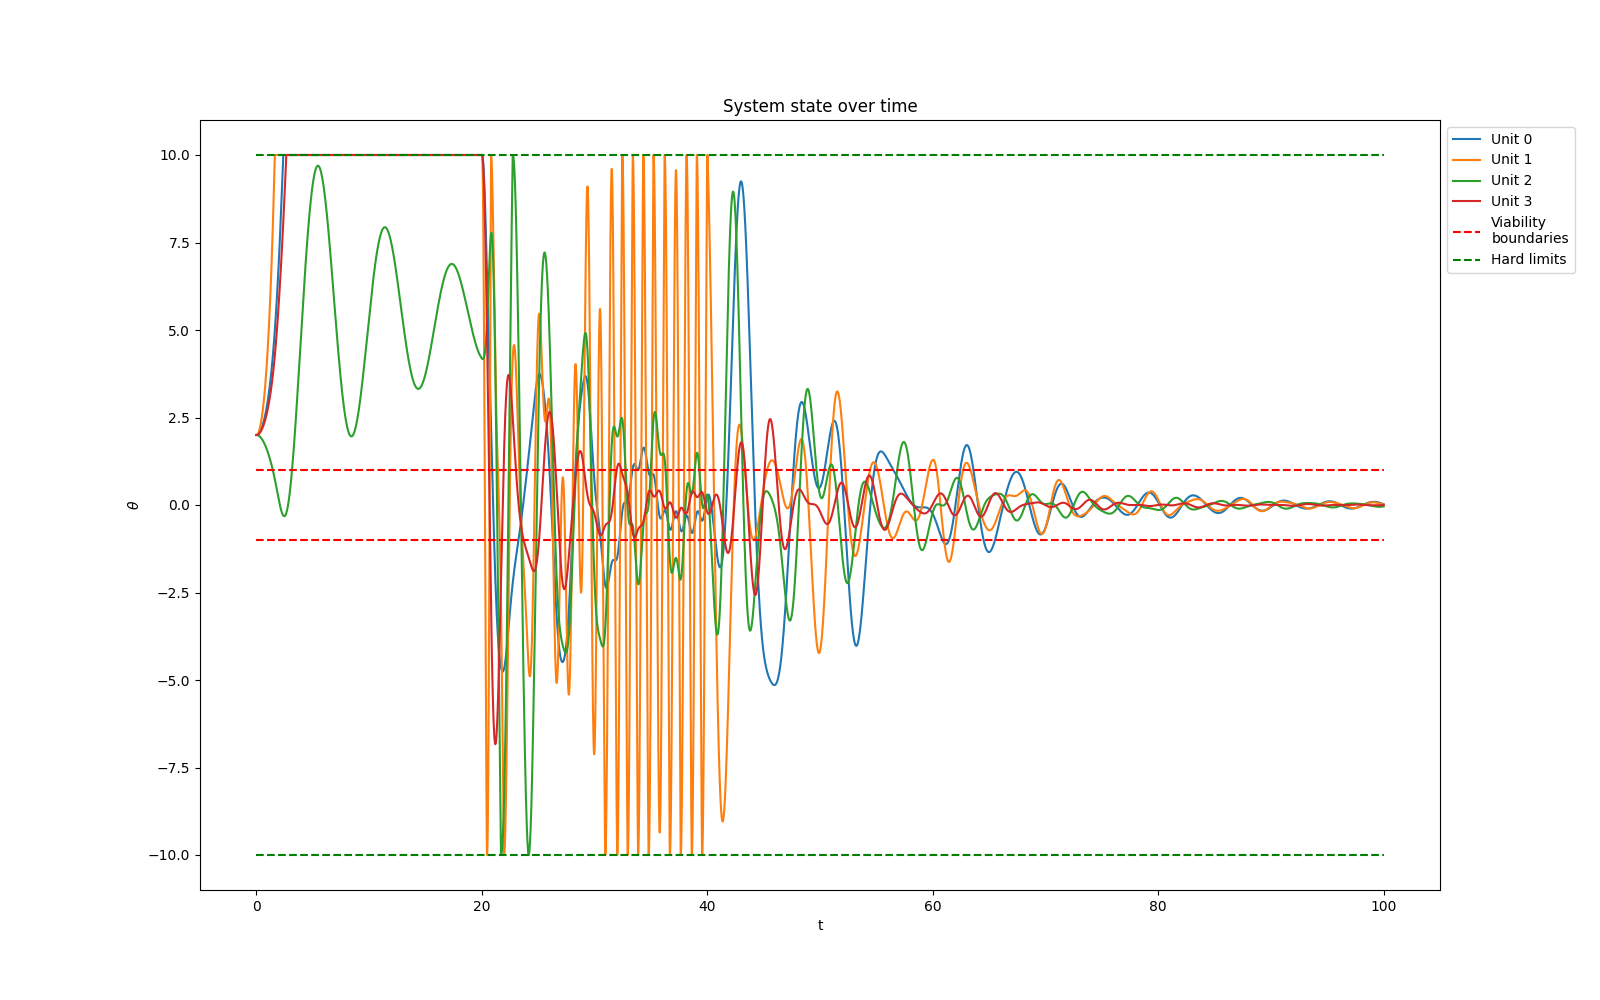 System state over time
10.0
7.5
5.0
2.5
0.0
−2.5
−5.0
−7.5
−10.0
θ
0
20
40
60
80
100
t
Unit 0
Unit 1
Unit 2
Unit 3
Viability
boundaries
Hard limits